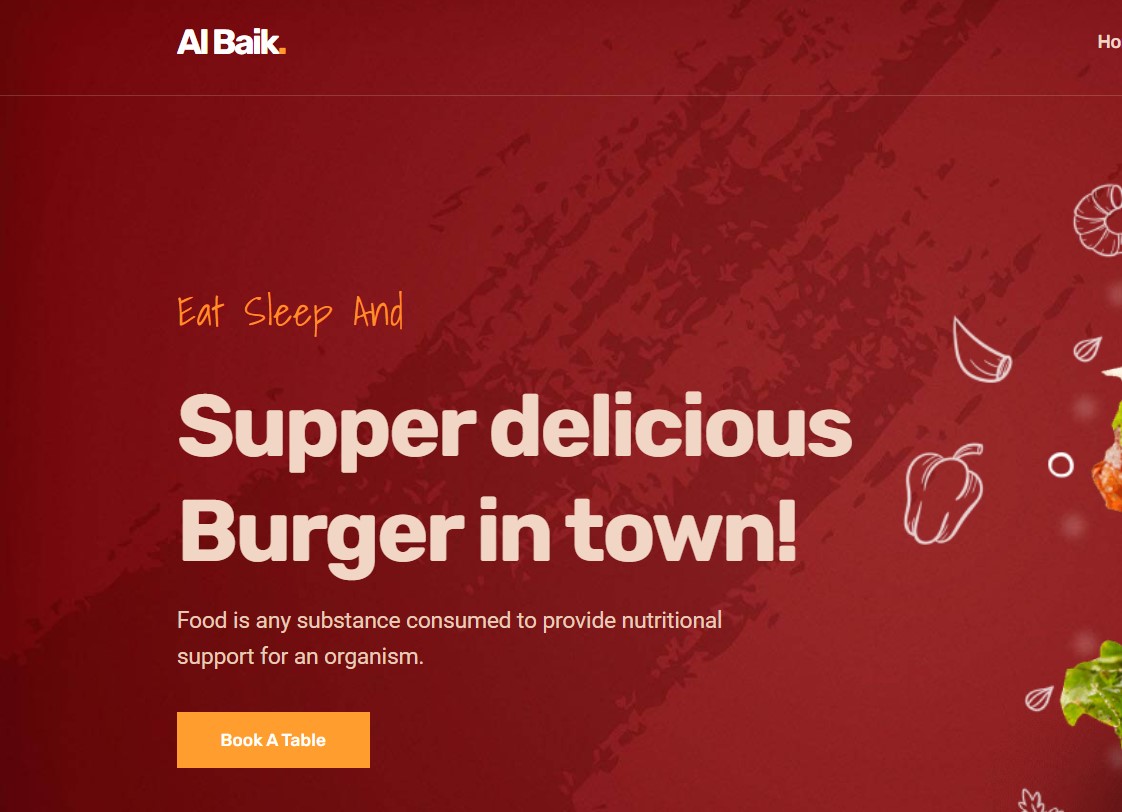 Al Baik.
Eat Sleep And
Supper delicious
Burger in town!
Food is any substance consumed to provide nutritional
support for an organism.
Book A Table